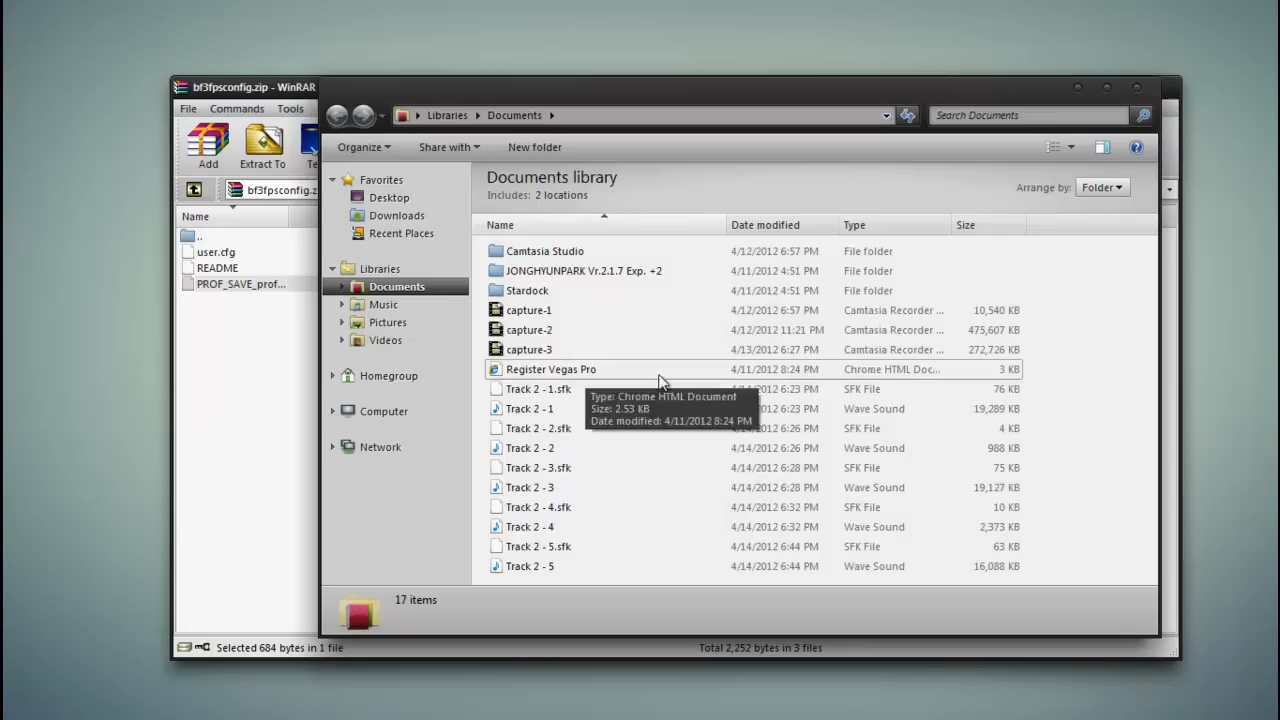 bf3fpsconfig.zip - WinRAR
File Commands Tools
Add Extract To Te
bf3fpsconfig.z
Name
..
user.cfg
README
PROF_SAVE_prof...
Selected 684 bytes in 1 file
Total 2,252 bytes in 3 files
Libraries Documents
Search Documents
Organize Share with New folder
Favorites
Desktop
Downloads
Recent Places
Libraries
Documents
Music
Pictures
Videos
Homegroup
Computer
Network
Documents library
Includes: 2 locations
Arrange by: Folder
Name Date modified Type Size
Camtasia Studio 4/12/2012 6:57 PM File folder
JONGHYUNPARK Vr.2.1.7 Exp. +2 4/11/2012 4:51 PM File folder
Stardock 4/11/2012 4:51 PM File folder
capture-1 4/12/2012 6:57 PM Camtasia Recorder ... 10,540 KB
capture-2 4/12/2012 11:21 PM Camtasia Recorder ... 475,607 KB
capture-3 4/13/2012 6:27 PM Camtasia Recorder ... 272,726 KB
Register Vegas Pro 4/11/2012 8:24 PM Chrome HTML Doc... 3 KB
Track 2 - 1.sfk 6:23 PM SFK File 76 KB
Track 2 - 1 6:23 PM Wave Sound 19,289 KB
Track 2 - 2.sfk 6:28 PM SFK File 4 KB
Track 2 - 2 4/14/2012 6:28 PM Wave Sound 988 KB
Track 2 - 3.sfk 4/14/2012 6:28 PM SFK File 75 KB
Track 2 - 3 4/14/2012 6:28 PM Wave Sound 19,127 KB
Track 2 - 4.sfk 4/14/2012 6:32 PM SFK File 10 KB
Track 2 - 4 4/14/2012 6:32 PM Wave Sound 2,373 KB
Track 2 - 5.sfk 4/14/2012 6:44 PM SFK File 63 KB
Track 2 - 5 4/14/2012 6:44 PM Wave Sound 16,088 KB
Type: Chrome HTML Document
Size: 2.53 KB
Date modified: 4/11/2012 8:24 PM
17 items